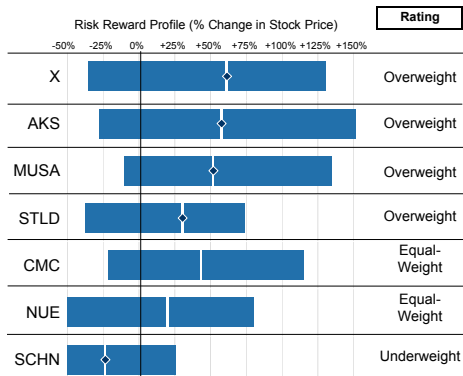 Risk Reward Profile (% Change in Stock Price)
Rating
-50% -25% 0% +50% +75% +100% +125% +150%
X Overweight
AKS Overweight
MUSA Overweight
STLD Overweight
CMC Equal-
Weight
NUE Equal-
Weight
SCHN Underweight